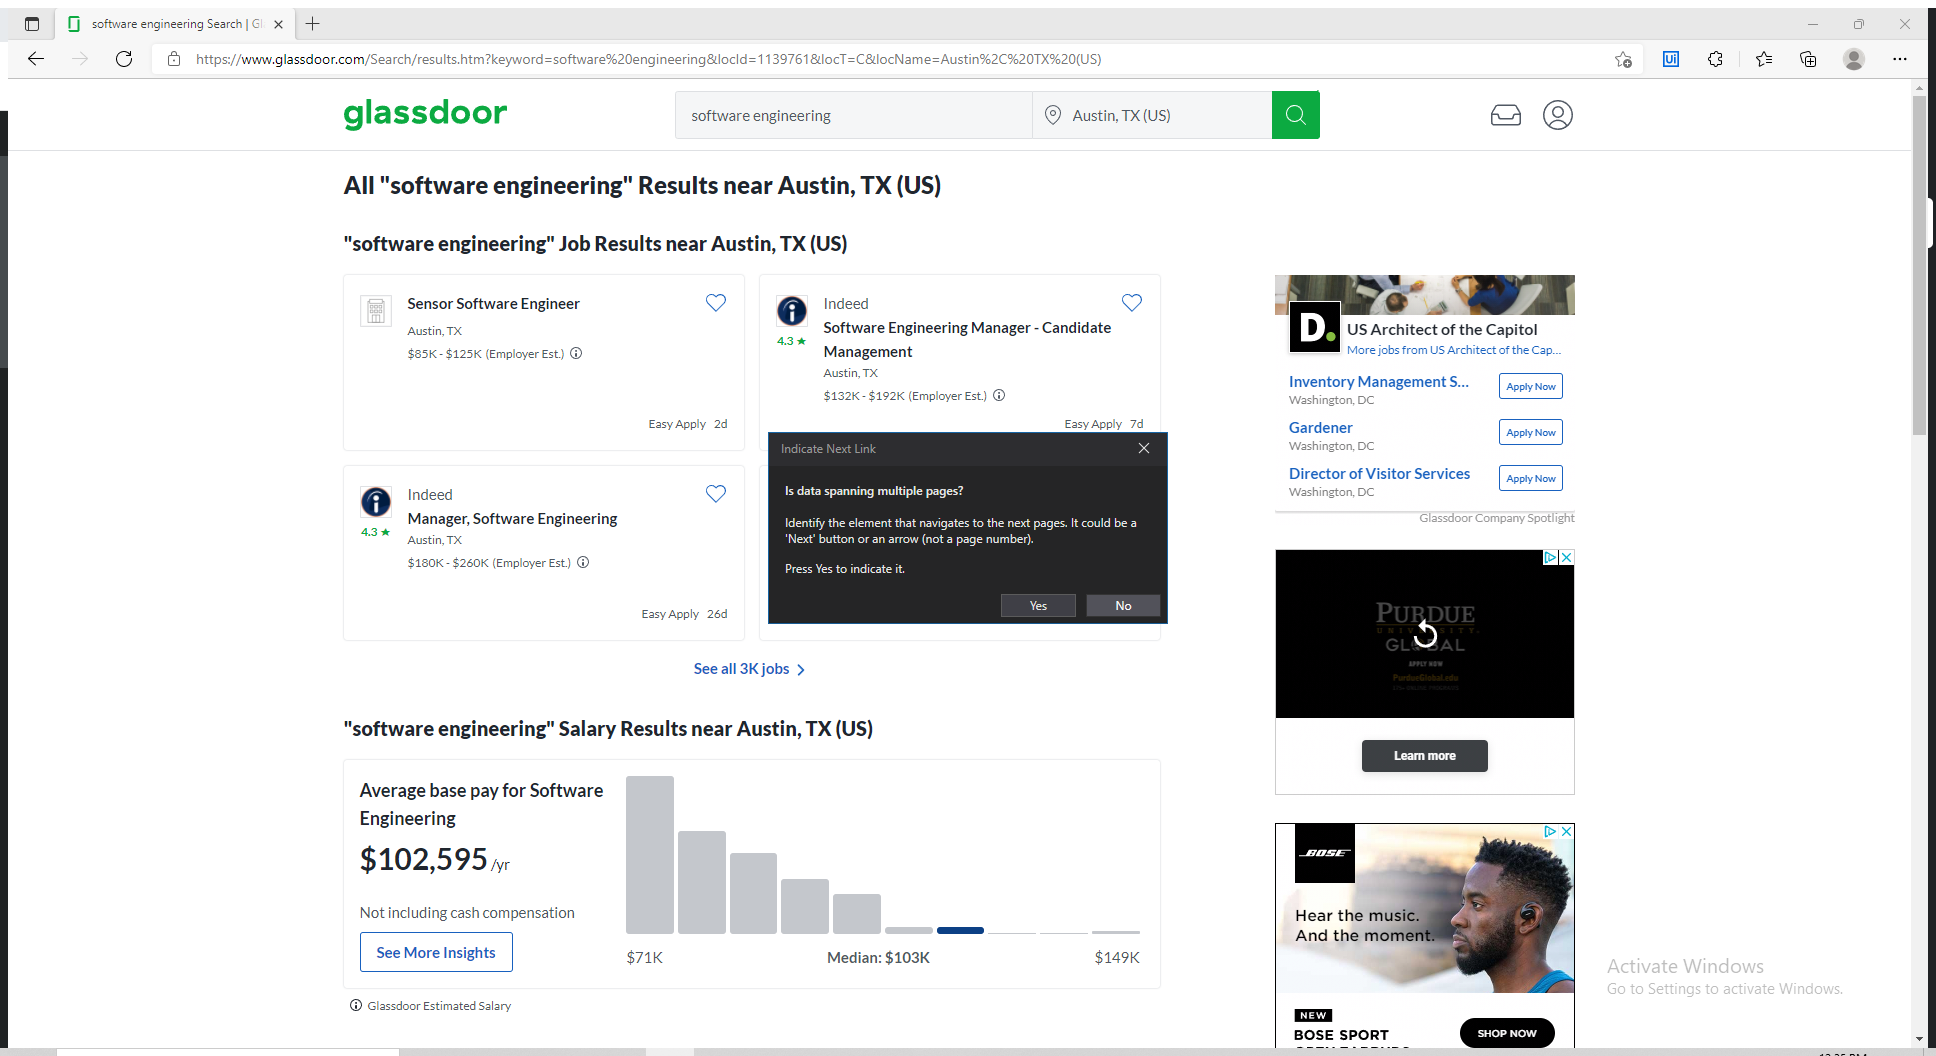 software engineering Search | Gl
https://www.glassdoor.com/Search/results.htm?keyword=software%20engineering&locId=1139761&locT=C&locName=Austin%2C%20TX%20(US)
Ui
glassdoor
software engineering
Austin, TX (US)
All "software engineering" Results near Austin, TX (US)
"software engineering" Job Results near Austin, TX (US)
Sensor Software Engineer
Austin, TX
$85K - $125K (Employer Est.)
Easy Apply 2d
Indeed
4.3 ★
Software Engineering Manager - Candidate
Management
Austin, TX
$132K - $192K (Employer Est.)
Easy Apply 7d
Indeed
4.3 ★
Manager, Software Engineering
Austin, TX
$180K - $260K (Employer Est.)
Easy Apply 26d
Indicate Next Link
Is data spanning multiple pages?
Identify the element that navigates to the next pages. It could be a
'Next' button or an arrow (not a page number).
Press Yes to indicate it.
Yes
No
See all 3K jobs
"software engineering" Salary Results near Austin, TX (US)
Average base pay for Software
Engineering
$102,595 /yr
Not including cash compensation
See More Insights
$71K
Median: $103K
$149K
Glassdoor Estimated Salary
D.
US Architect of the Capitol
More jobs from US Architect of the Cap...
Inventory Management S...
Washington, DC
Apply Now
Gardener
Washington, DC
Apply Now
Director of Visitor Services
Washington, DC
Apply Now
Glassdoor Company Spotlight
PURDUE
UNIVERSITY
GLOBAL
APPLY NOW
PurdueGlobal.edu
Learn more
BOSE
Hear the music.
And the moment.
NEW
BOSE SPORT
SHOP NOW
Activate Windows
Go to Settings to activate Windows.